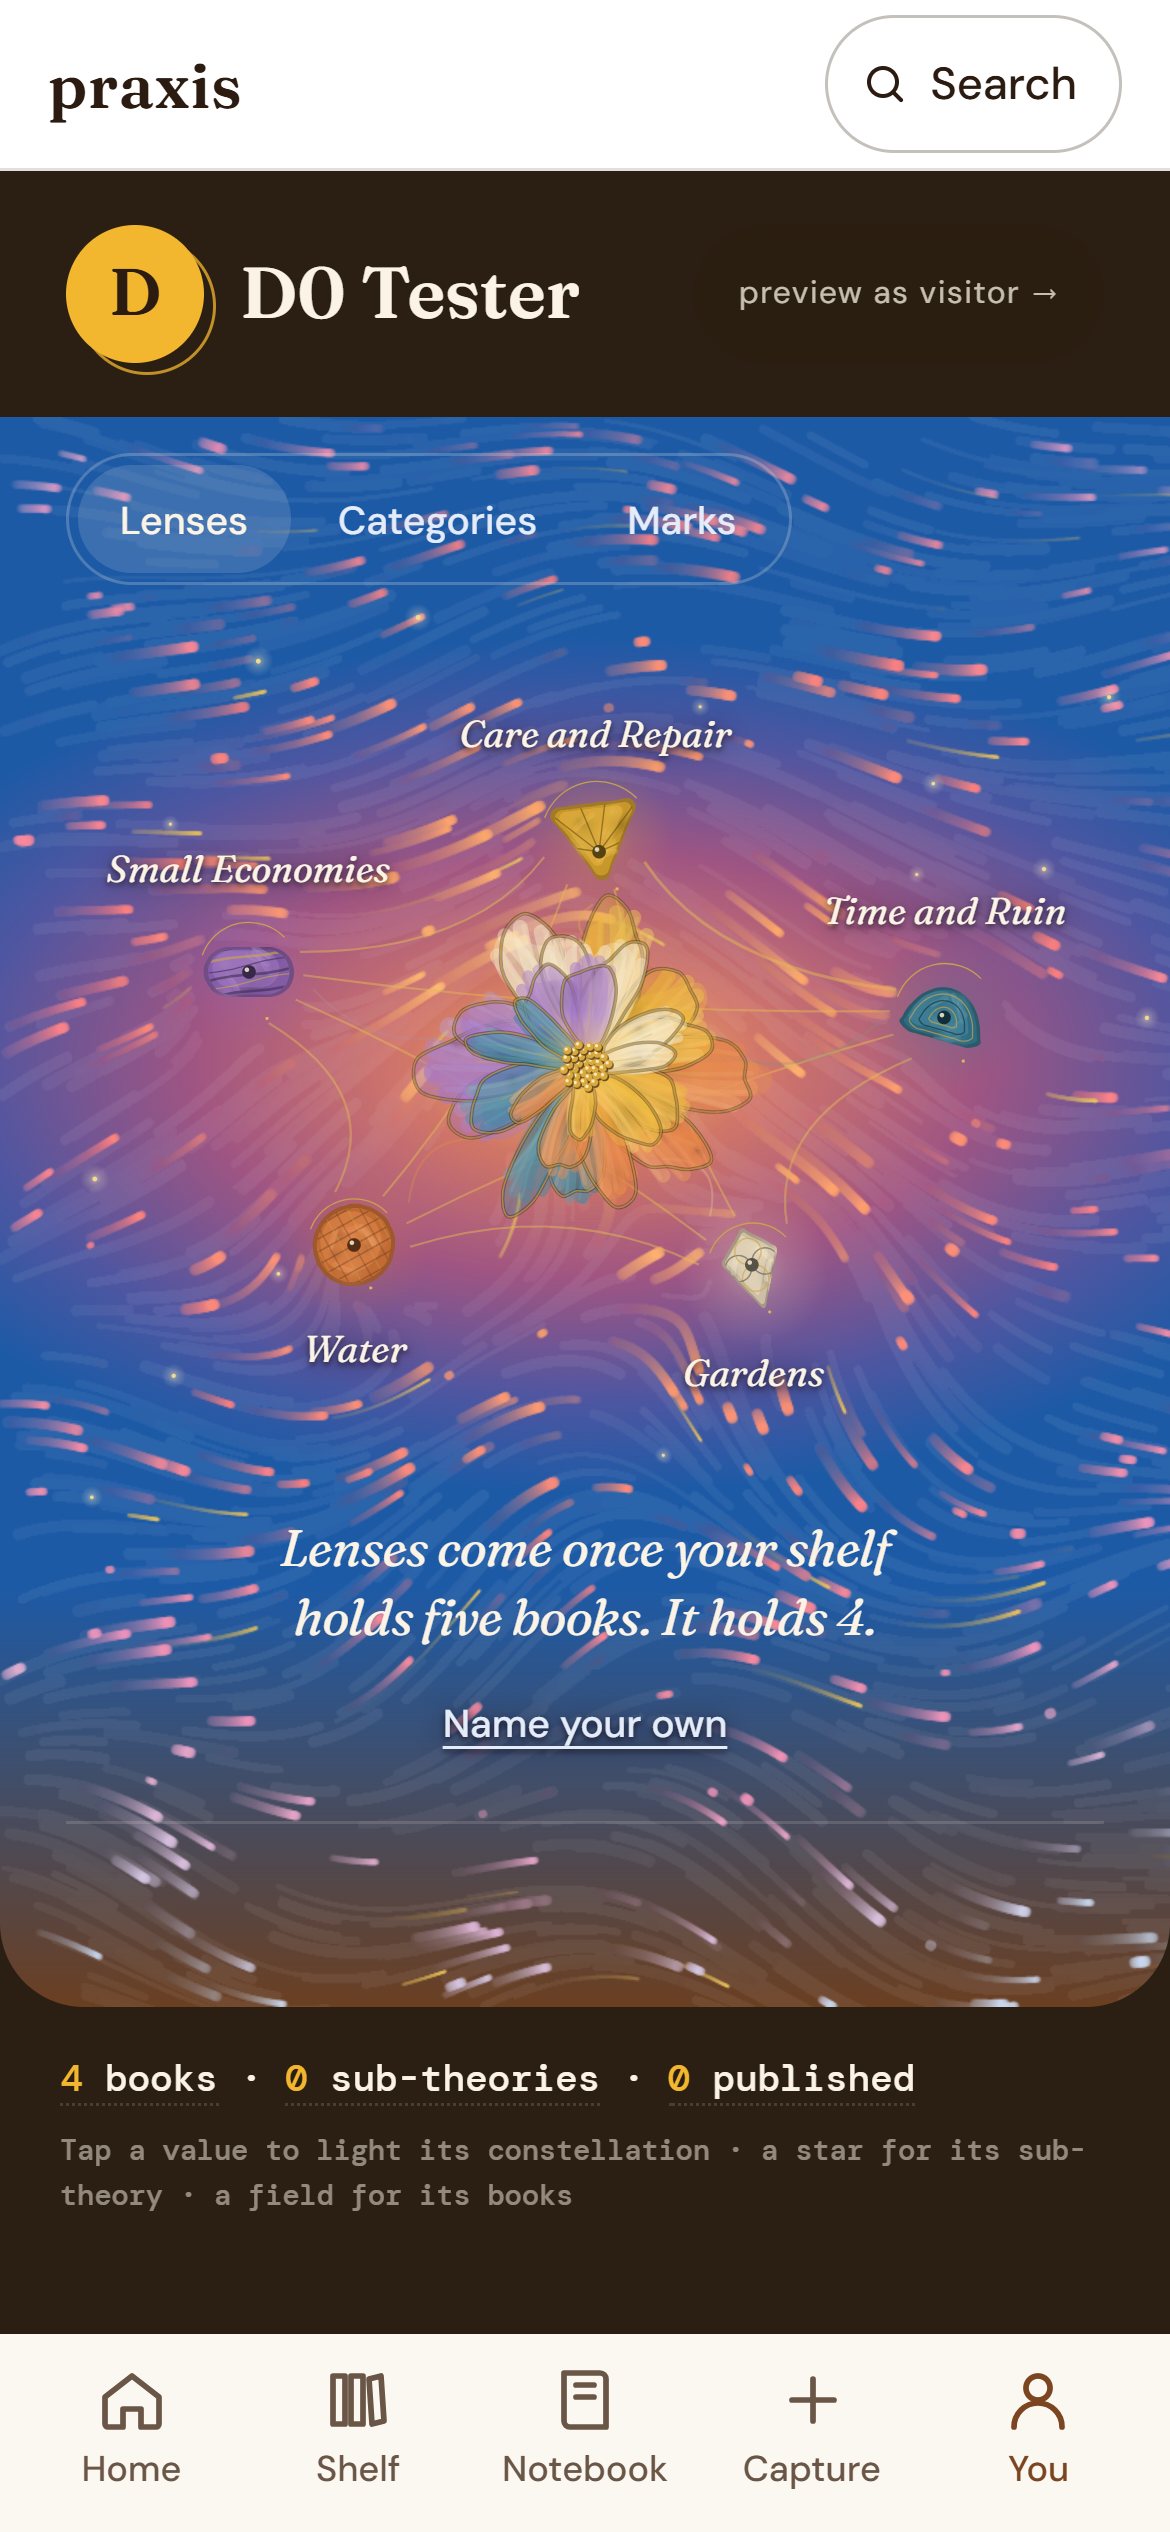 praxis
Search
D
D0 Tester
preview as visitor →
Lenses
Categories
Marks
Care and Repair
Small Economies
Time and Ruin
Water
Gardens
Lenses come once your shelf
holds five books. It holds 4.
Name your own
4 books · 0 sub-theories · 0 published
Tap a value to light its constellation · a star for its sub-
theory · a field for its books
Home
Shelf
Notebook
Capture
You